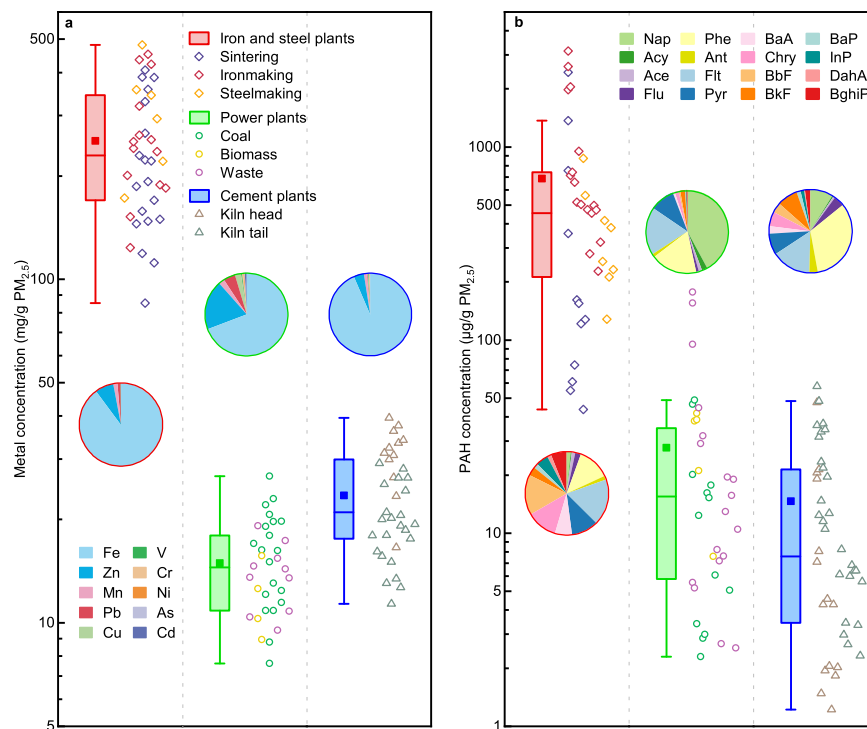 a
Metal concentration (mg/g PM2.5)
500
100
50
10
5
Iron and steel plants
Sintering
Ironmaking
Steelmaking
Power plants
Coal
Biomass
Waste
Cement plants
Kiln head
Kiln tail
Fe V
Zn Cr
Mn Ni
Pb As
Cu Cd
b
PAH concentration (μg/g PM2.5)
1000
500
100
50
10
5
1
Nap Phe BaA BaP
Acy Ant Chry InP
Ace Flt BbF DahA
Flu Pyr BkF BghiP